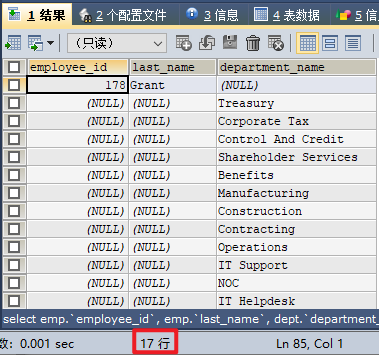 1 结果 2 个配置文件 3 信息 4 表数据 5
（只读）
employee_id last_name department_name
178 Grant (NULL)
(NULL) (NULL) Treasury
(NULL) (NULL) Corporate Tax
(NULL) (NULL) Control And Credit
(NULL) (NULL) Shareholder Services
(NULL) (NULL) Benefits
(NULL) (NULL) Manufacturing
(NULL) (NULL) Construction
(NULL) (NULL) Contracting
(NULL) (NULL) Operations
(NULL) (NULL) IT Support
(NULL) (NULL) NOC
(NULL) (NULL) IT Helpdesk
select emp.`employee_id`, emp.`last_name`, dept.`department_
数: 0.001 sec 17 行 Ln 85, Col 1